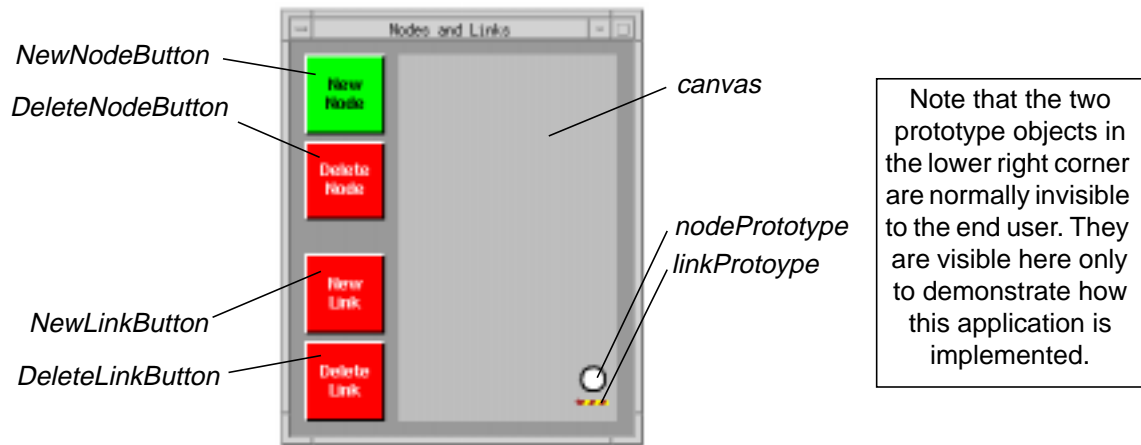 Nodes and Links
NewNodeButton
DeleteNodeButton
New
Node
Delete
Node
canvas
nodePrototype
linkProtoype
New
Link
NewLinkButton
DeleteLinkButton
Delete
Link
Note that the two
prototype objects in
the lower right corner
are normally invisible
to the end user. They
are visible here only
to demonstrate how
this application is
implemented.